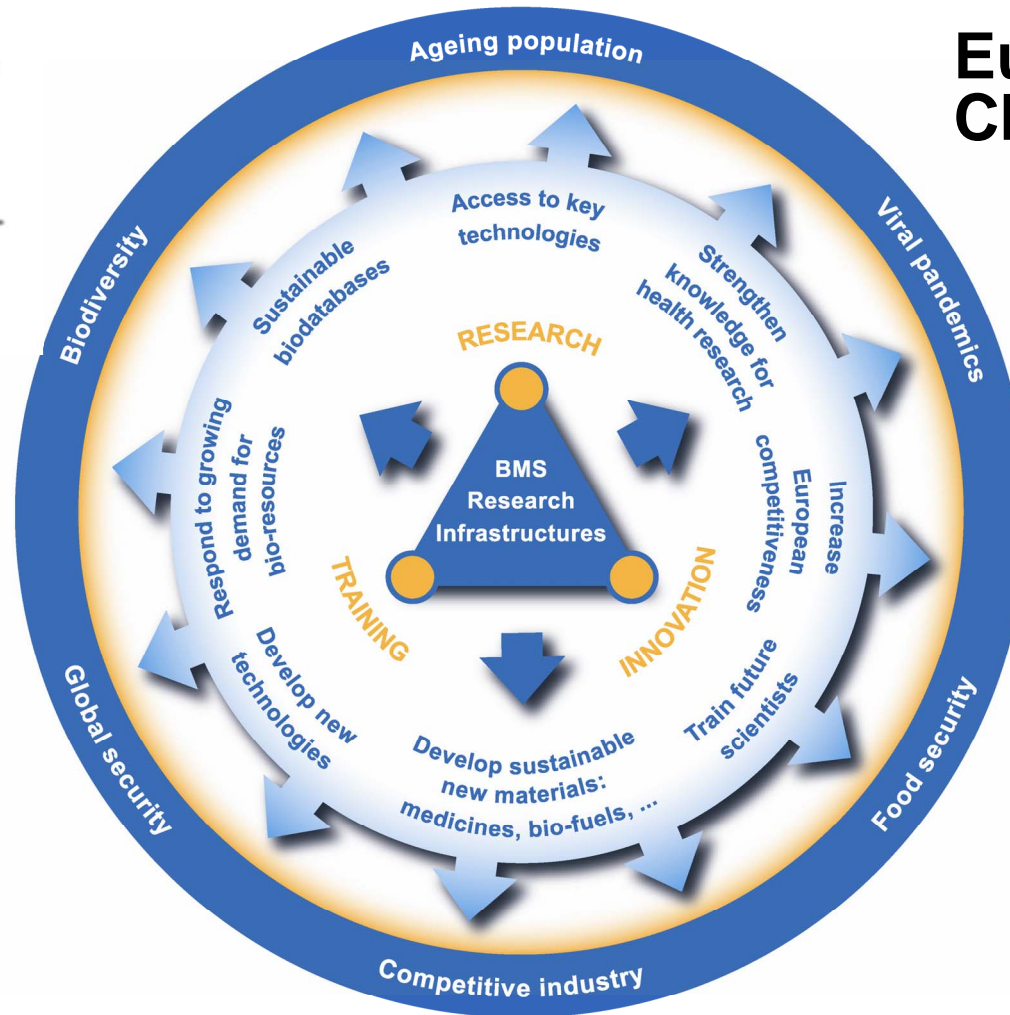 Eu
Ageing population
Viral pandemics
Food security
Competitive industry
Global security
Biodiversity
Access to key
technologies
Strengthen
knowledge for
health research
Increase
European
competitiveness
Train future
scientists
Develop sustainable
new materials:
medicines, bio-fuels, ...
Develop new
technologies
Respond to growing
demand for
bio-resources
Sustainable
biodatabases
RESEARCH
INNOVATION
TRAINING
BMS
Research
Infrastructures